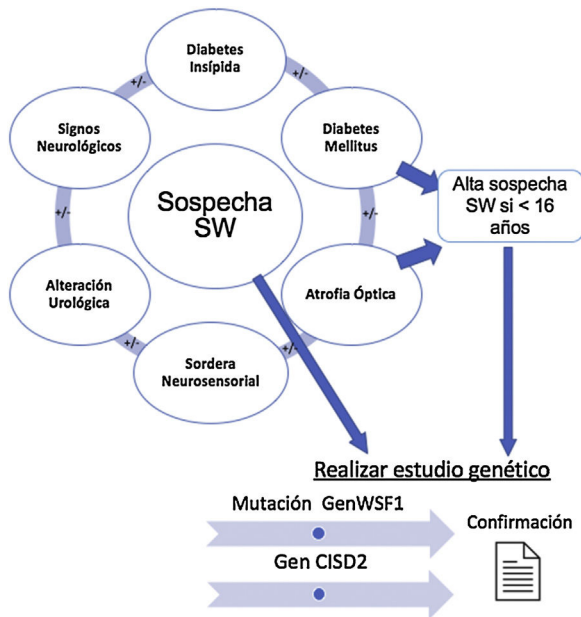 Diabetes
Insípida
+/-
+/-
Signos
Neurológicos
Diabetes
Mellitus
Sospecha
SW
Alta sospecha
SW si < 16
años
+/-
+/-
Alteración
Urológica
Atrofia Óptica
+/-
+/-
Sordera
Neurosensorial
Realizar estudio genético
Mutación GenWSF1
Confirmación
Gen CISD2